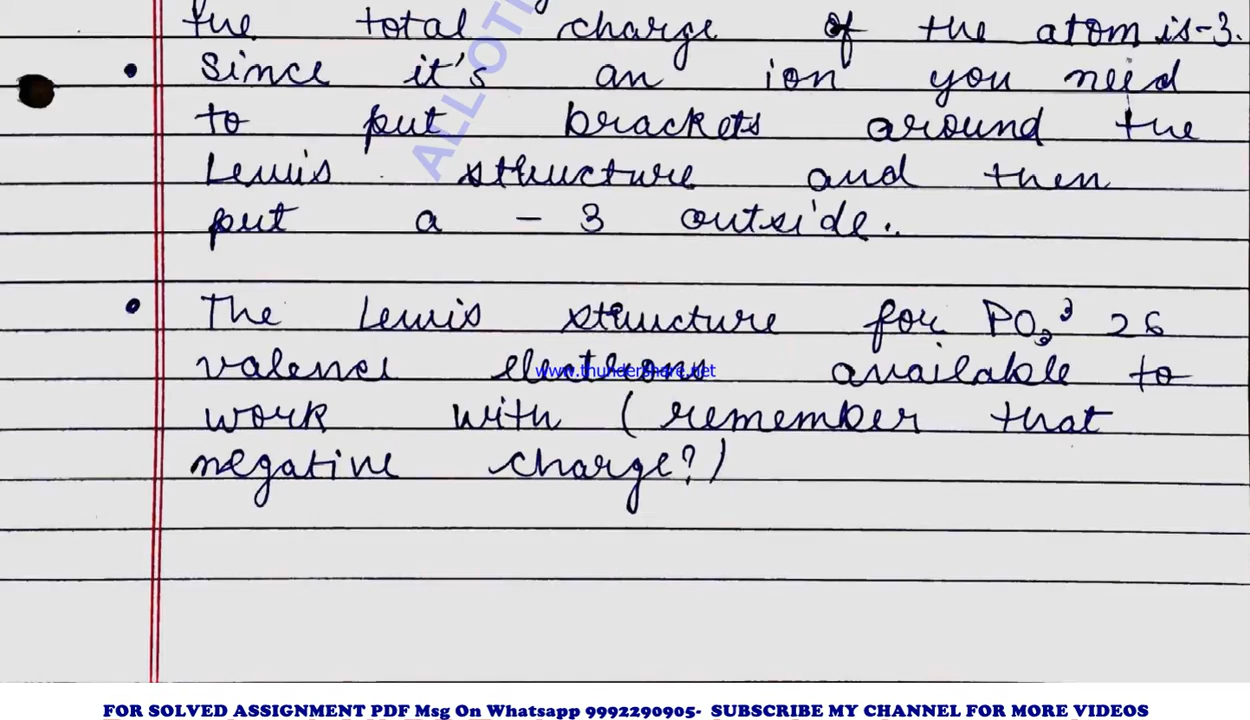 the total charge of the atom is -3.
• Since it's an ion you need
to put brackets around the
Lewis structure and then
put a - 3 outside..
• The Lewis structure for PO₃³ 26
valence electrons available to
work with (remember that
negative charge?)
ALLOT
www.thundershare.net
FOR SOLVED ASSIGNMENT PDF Msg On Whatsapp 9992290905- SUBSCRIBE MY CHANNEL FOR MORE VIDEOS